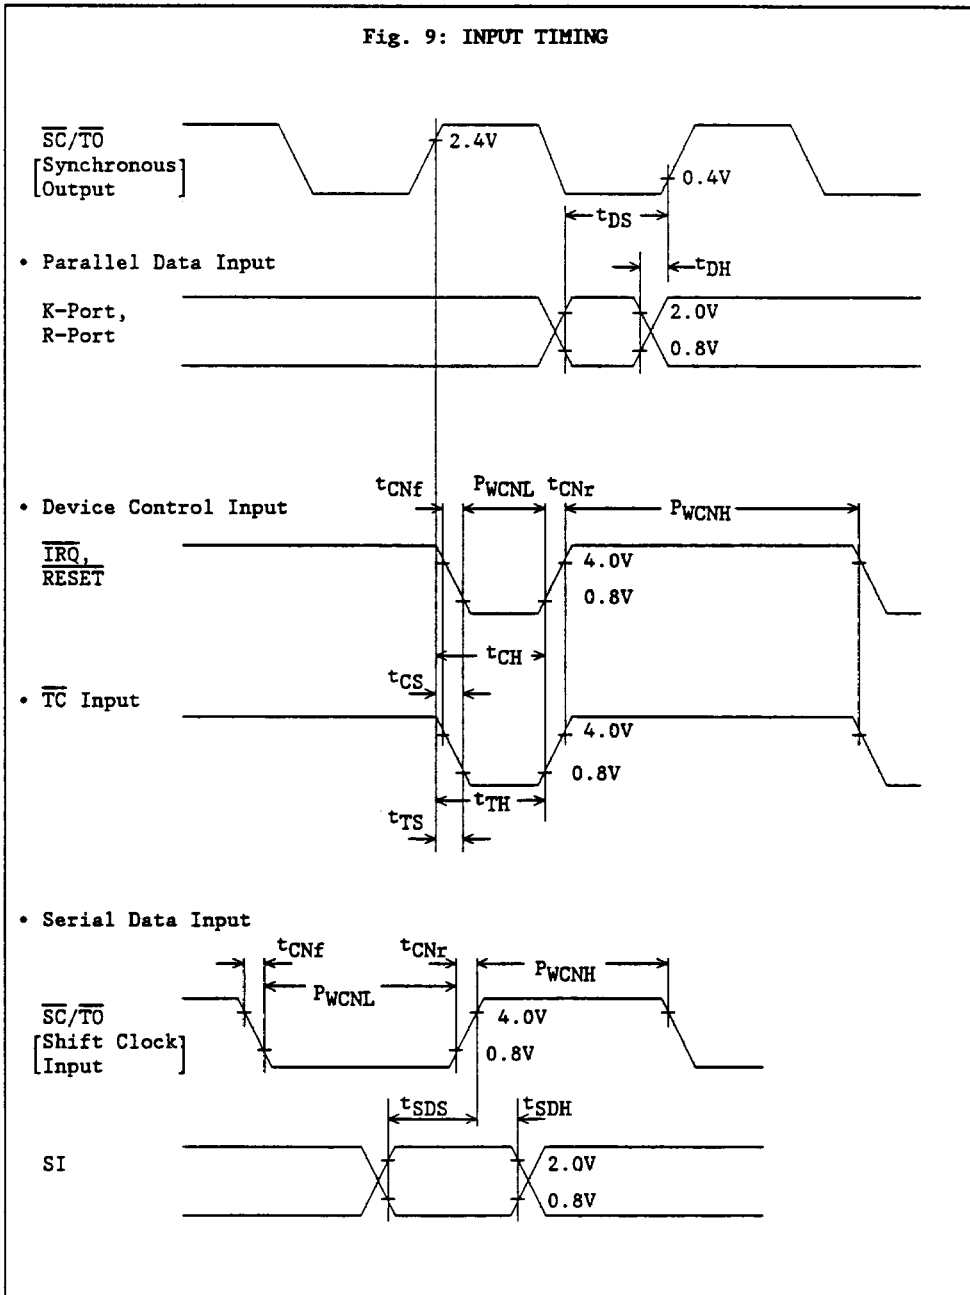 Fig. 9: INPUT TIMING
SC/TO
[Synchronous
Output]
2.4V
0.4V
tDS
• Parallel Data Input
tDH
K-Port,
R-Port
2.0V
0.8V
tCNf
PWCNL
tCNr
PWCNH
• Device Control Input
IRQ,
RESET
4.0V
0.8V
tCH
tCS
• TC Input
4.0V
0.8V
tTH
tTS
• Serial Data Input
tCNf
tCNr
PWCNH
PWCNL
SC/TO
[Shift Clock
Input]
4.0V
0.8V
tSDS
tSDH
SI
2.0V
0.8V